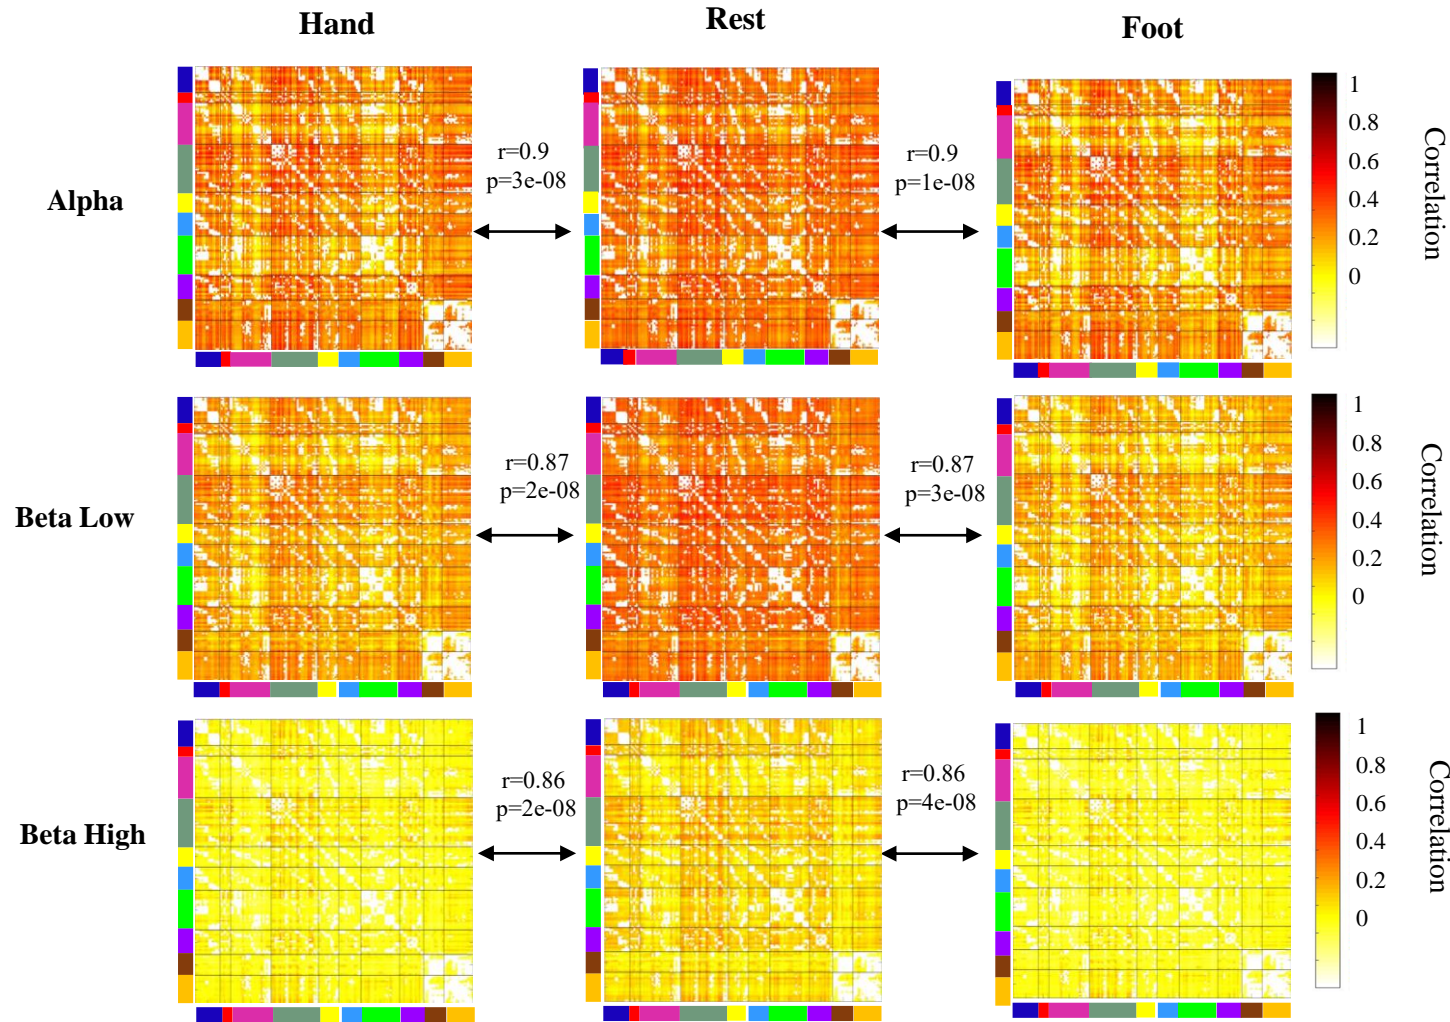 Hand
Rest
Foot
Alpha
r=0.9
p=3e-08
r=0.9
p=1e-08
1
0.8
0.6
0.4
0.2
0
Correlation
Beta Low
r=0.87
p=2e-08
r=0.87
p=3e-08
1
0.8
0.6
0.4
0.2
0
Correlation
Beta High
r=0.86
p=2e-08
r=0.86
p=4e-08
1
0.8
0.6
0.4
0.2
0
Correlation